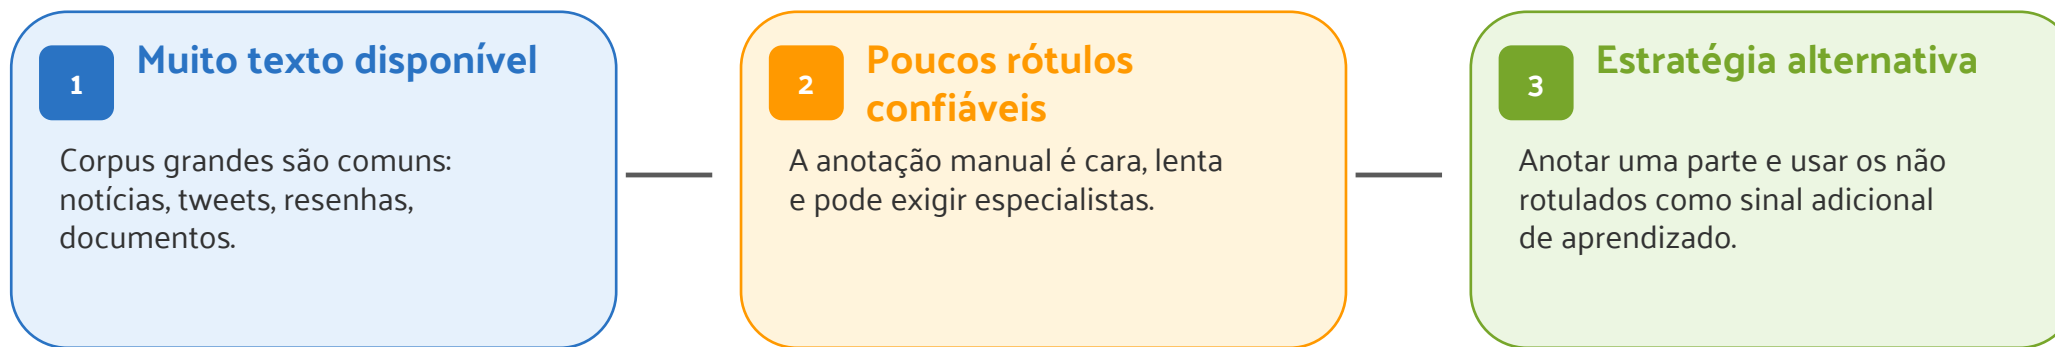 1
Muito texto disponível
Corpus grandes são comuns:
notícias, tweets, resenhas,
documentos.
2
Poucos rótulos
confiáveis
A anotação manual é cara, lenta
e pode exigir especialistas.
3
Estratégia alternativa
Anotar uma parte e usar os não
rotulados como sinal adicional
de aprendizado.